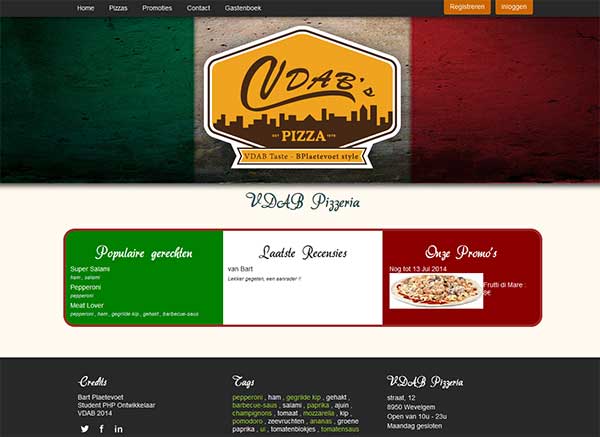 Home Pizzas Promoties Contact Gastenboek Registreren Inloggen
VDAB's
EST PIZZA 1978
VDAB Taste - BPlaetevoet style
VDAB Pizzeria
Populaire gerechten
Super Salami
ham , salami
Pepperoni
pepperoni
Meat Lover
pepperoni , ham , gegrilde kip , gehakt , barbecue-saus
Laatste Recensies
van Bart
Lekker gegeten, een aanrader !!
Onze Promo's
Nog tot 13 Jul 2014
Frutti di Mare :
8€
Credits
Bart Plaetevoet
Student PHP Ontwikkelaar
VDAB 2014
Tags
pepperoni , ham , gegrilde kip , gehakt ,
barbecue-saus , salami , paprika , ajuin ,
champignons , tomaat , mozzarella , kip ,
pomodoro , zeevruchten , ananas , groene
paprika , ui , tomatenblokjes , tomatensaus
VDAB Pizzeria
straat, 12
8950 Wevelgem
Open van 10u - 23u
Maandag gesloten